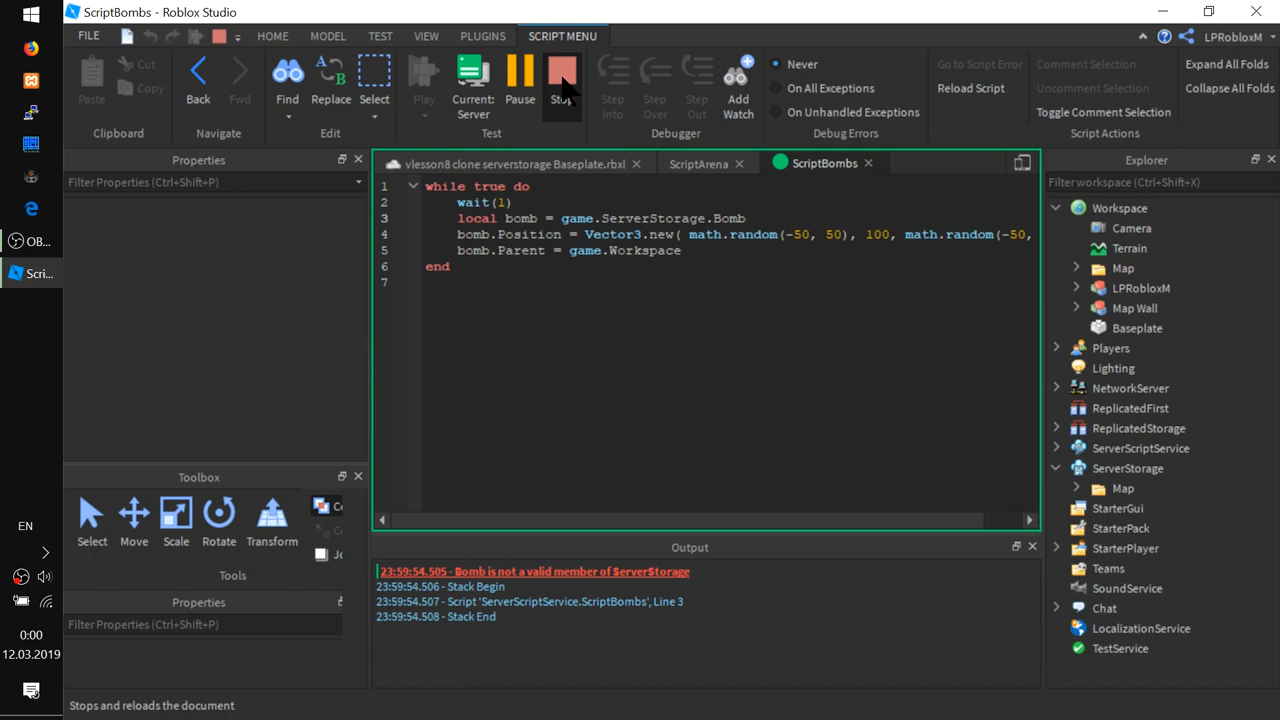 ScriptBombs - Roblox Studio
FILE HOME MODEL TEST VIEW PLUGINS SCRIPT MENU LPRobloxM
Paste Cut Copy
Clipboard
Back Fwd
Navigate
Find Replace Select
Edit
Play Current: Server Pause Stop
Test
Step Into Step Over Step Out Add Watch
Debugger
Never
On All Exceptions
On Unhandled Exceptions
Debug Errors
Go to Script Error
Reload Script
Comment Selection
Uncomment Selection
Toggle Comment Selection
Expand All Folds
Collapse All Folds
Script Actions
Properties
Filter Properties (Ctrl+Shift+P)
vlesson8 clone serverstorage Baseplate.rbxl ScriptArena ScriptBombs
1 while true do
2 wait(1)
3 local bomb = game.ServerStorage.Bomb
4 bomb.Position = Vector3.new( math.random(-50, 50), 100, math.random(-50,
5 bomb.Parent = game.Workspace
6 end
7
Explorer
Filter workspace (Ctrl+Shift+X)
Workspace
Camera
Terrain
Map
LPRobloxM
Map Wall
Baseplate
Players
Lighting
NetworkServer
ReplicatedFirst
ReplicatedStorage
ServerScriptService
ServerStorage
Map
StarterGui
StarterPack
StarterPlayer
Teams
SoundService
Chat
LocalizationService
TestService
Toolbox
Select Move Scale Rotate Transform
Tools
Properties
Filter Properties (Ctrl+Shift+P)
Output
23:59:54.505 - Bomb is not a valid member of ServerStorage
23:59:54.506 - Stack Begin
23:59:54.507 - Script 'ServerScriptService.ScriptBombs', Line 3
23:59:54.508 - Stack End
OB...
Scri...
EN
0:00
12.03.2019
Stops and reloads the document